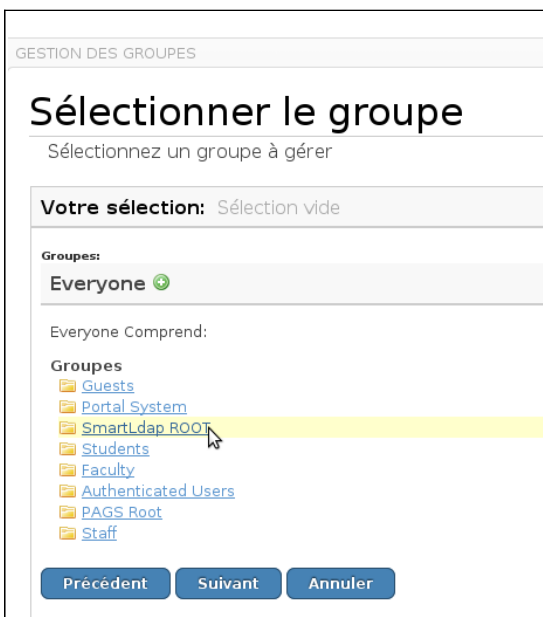 GESTION DES GROUPES
Sélectionner le groupe
Sélectionnez un groupe à gérer
Votre sélection: Sélection vide
Groupes:
Everyone
Everyone Comprend:
Groupes
Guests
Portal System
SmartLdap ROOT
Students
Faculty
Authenticated Users
PAGS Root
Staff
Précédent Suivant Annuler